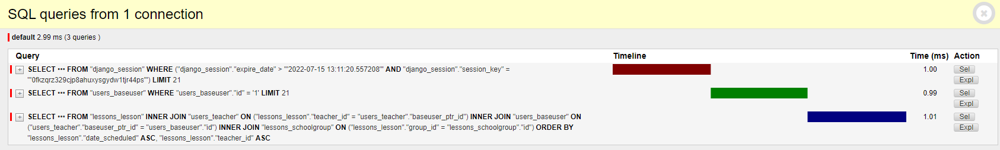 SQL queries from 1 connection
default 2.99 ms (3 queries )
Query Timeline Time (ms) Action
+ SELECT ••• FROM "django_session" WHERE ("django_session"."expire_date" > '"2022-07-15 13:11:20.557208"' AND "django_session"."session_key" = 1.00 Sel
'"0fkzqrz329cjp8ahuxysgydw1tjr44ps"') LIMIT 21 Expl
+ SELECT ••• FROM "users_baseuser" WHERE "users_baseuser"."id" = '1' LIMIT 21 0.99 Sel
Expl
+ SELECT ••• FROM "lessons_lesson" INNER JOIN "users_teacher" ON ("lessons_lesson"."teacher_id" = "users_teacher"."baseuser_ptr_id") INNER JOIN "users_baseuser" ON 1.01 Sel
("users_teacher"."baseuser_ptr_id" = "users_baseuser"."id") INNER JOIN "lessons_schoolgroup" ON ("lessons_lesson"."group_id" = "lessons_schoolgroup"."id") ORDER BY Expl
"lessons_lesson"."date_scheduled" ASC, "lessons_lesson"."teacher_id" ASC